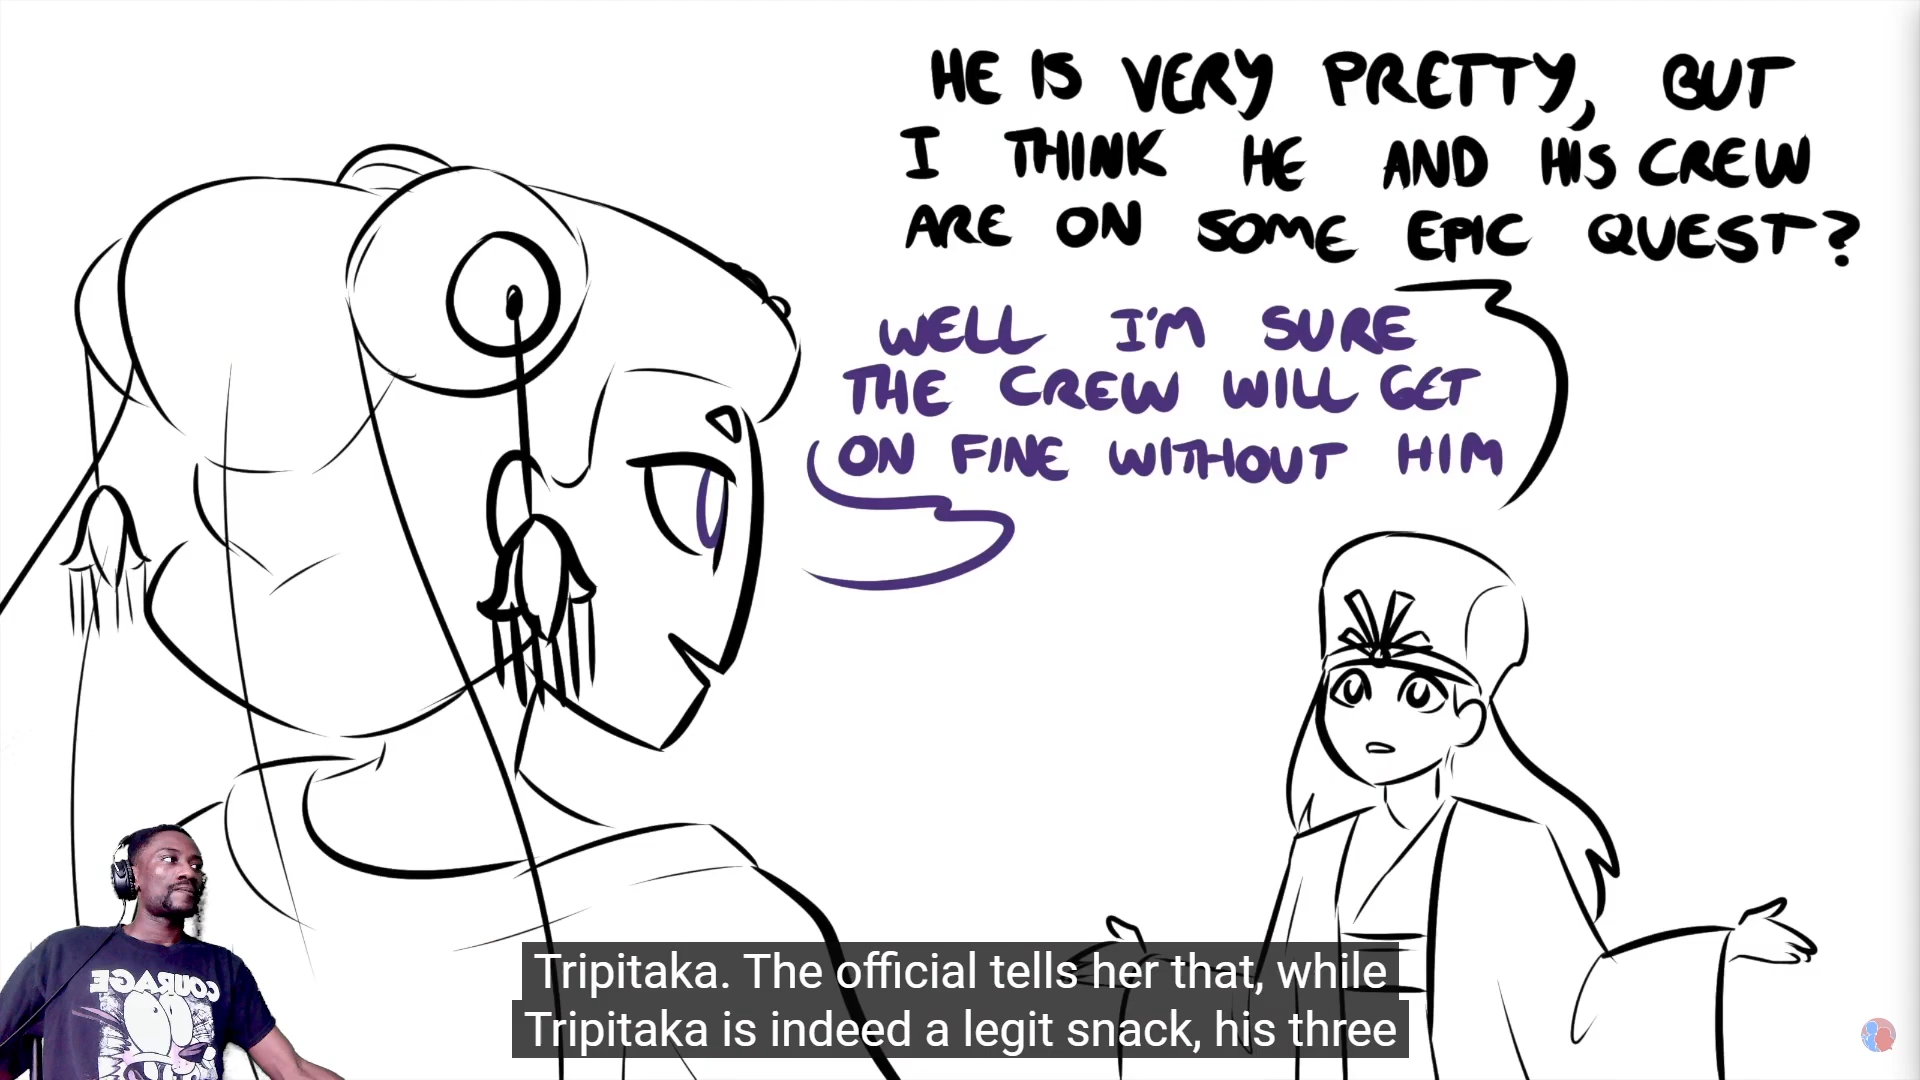 HE IS VERY PRETTY, BUT
I THINK HE AND HIS CREW
ARE ON SOME EPIC QUEST?
WELL I'M SURE
THE CREW WILL GET
ON FINE WITHOUT HIM
COURAGE
Tripitaka. The official tells her that, while
Tripitaka is indeed a legit snack, his three